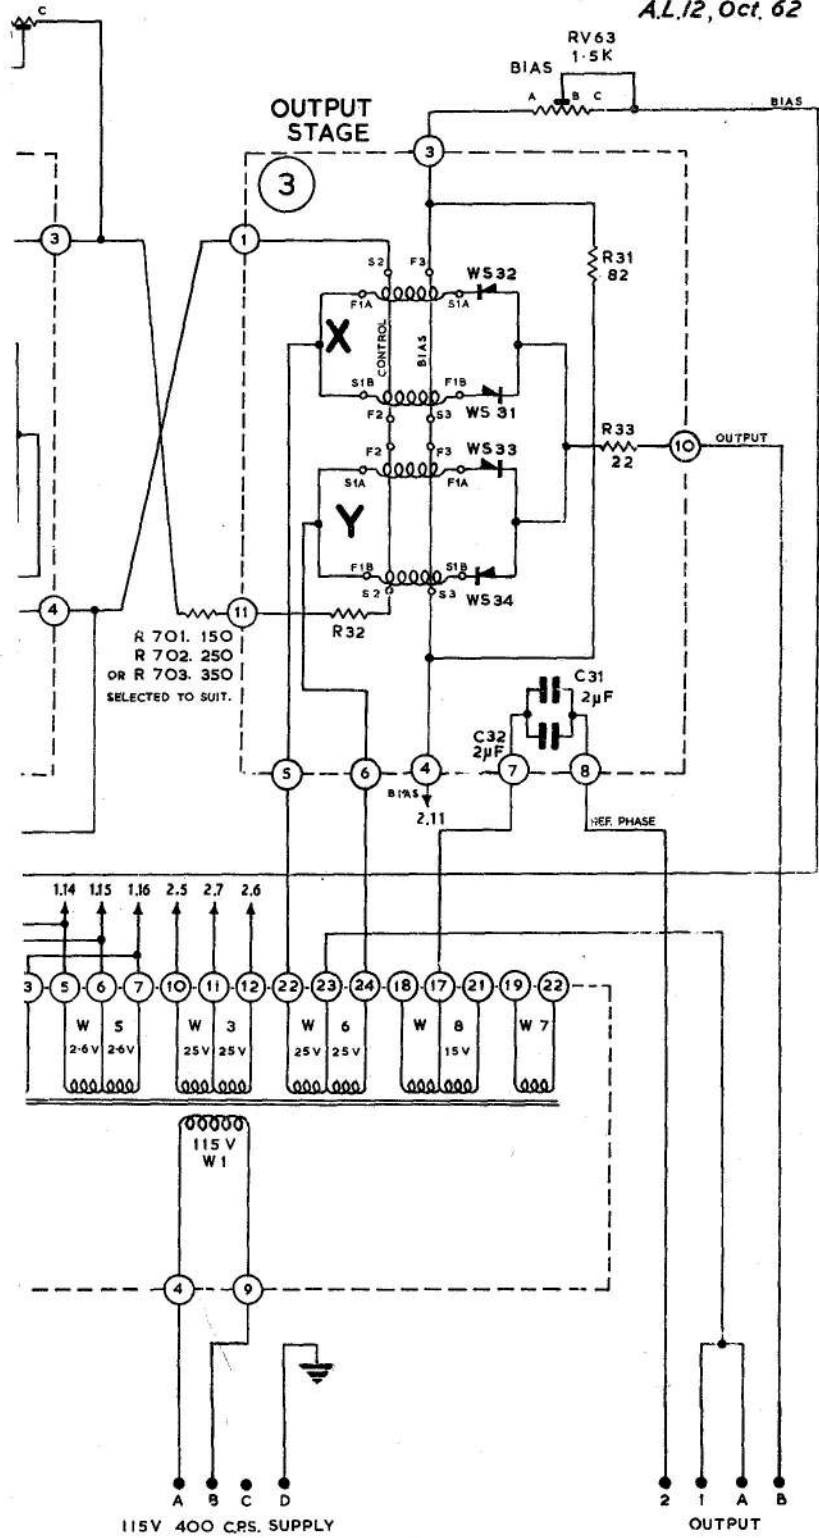 A.L.12, Oct. 62
C
RV63
1·5K
BIAS
A B C
BIAS
OUTPUT
STAGE
3
3
3
1
S2 F3
WS32
R31
82
F1A S1A
X
CONTROL
BIAS
S1B F1B
WS31
F2 S3
R33
10
OUTPUT
22
F2 F3
WS33
S1A F1A
Y
F1B S1B
S2 S3
WS34
4
11
R 701. 150
R 702. 250
OR R 703. 350
SELECTED TO SUIT.
R32
C31
2µF
C32
2µF
5 6 4 7 8
BIAS
2.11
REF. PHASE
1.14 1.15 1.16 2.5 2.7 2.6
3 5 6 7 10 11 12 22 23 24 18 17 21 19 22
W 5 W 3 W 6 W 8 W 7
2·6V 2·6V 25V 25V 25V 25V 15V
115 V
W1
4 9
A B C D 2 1 A B
115V 400 C.P.S. SUPPLY OUTPUT